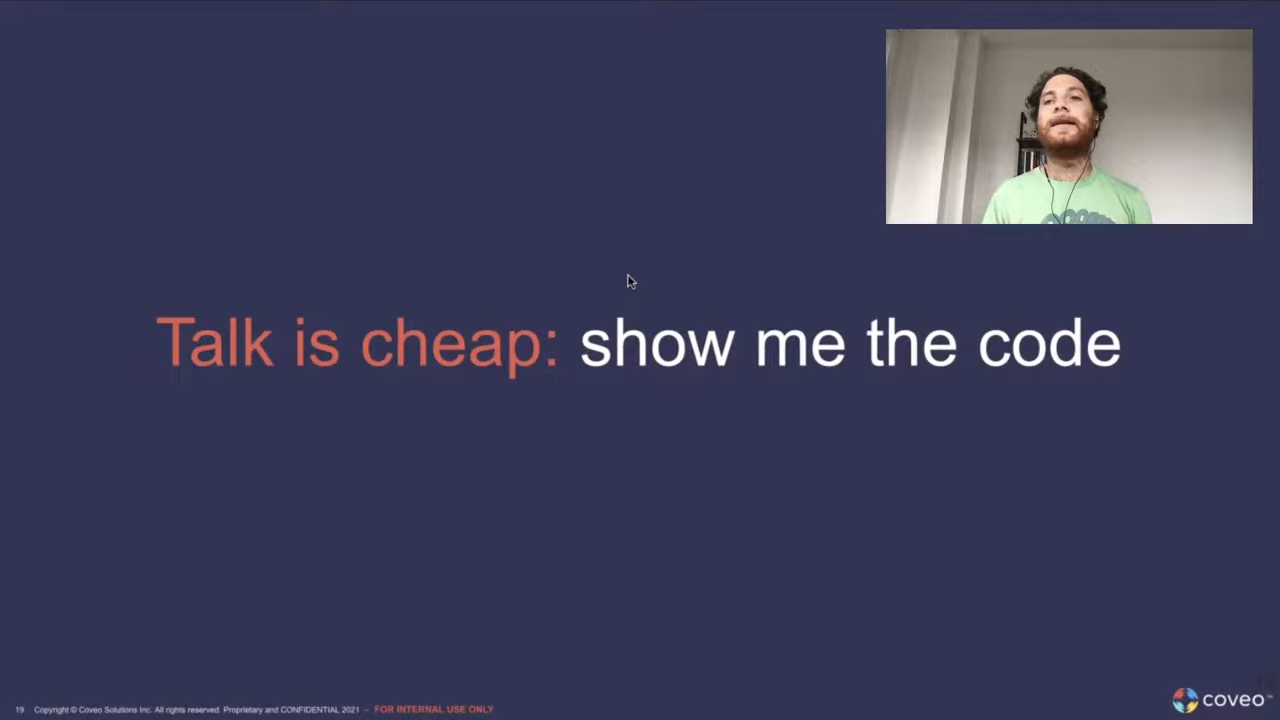 Talk is cheap: show me the code
19 Copyright © Coveo Solutions Inc. All rights reserved. Proprietary and CONFIDENTIAL 2021 – FOR INTERNAL USE ONLY
coveo™